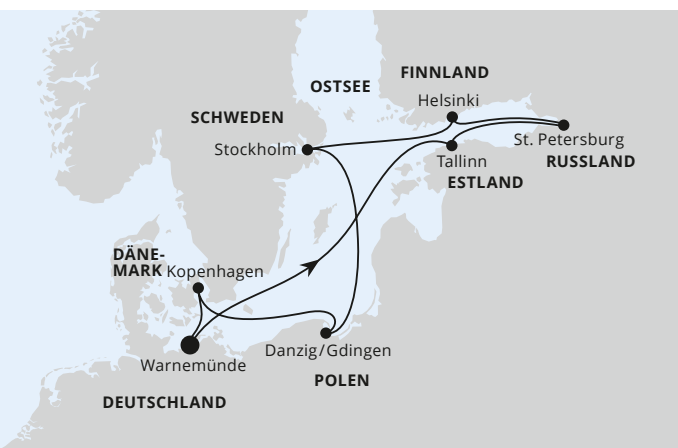 FINNLAND
OSTSEE
Helsinki
SCHWEDEN
St. Petersburg
Stockholm
Tallinn
RUSSLAND
ESTLAND
DÄNE-
MARK
Kopenhagen
Danzig/Gdingen
Warnemünde
POLEN
DEUTSCHLAND